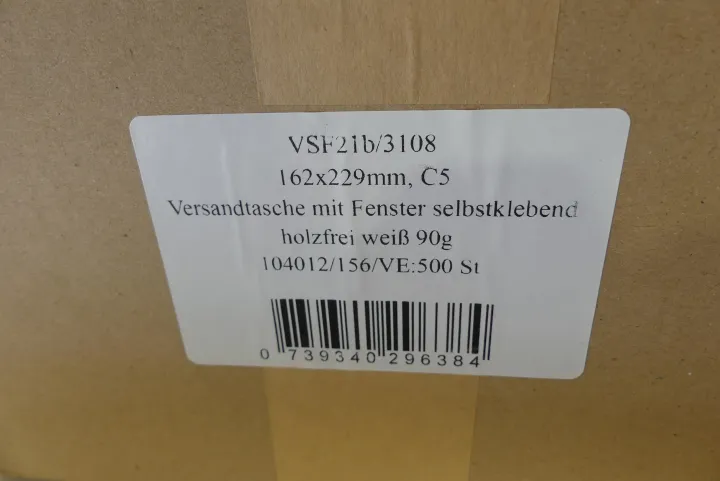 VSF21b/3108
162x229mm, C5
Versandtasche mit Fenster selbstklebend
holzfrei weiß 90g
104012/156/VE:500 St
0 739340 296384